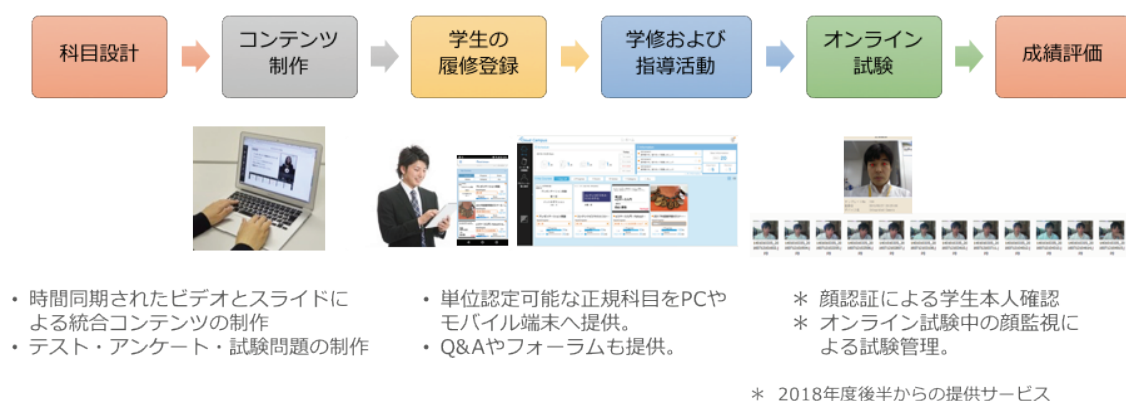 科目設計
コンテンツ
制作
学生の
履修登録
学修および
指導活動
オンライン
試験
成績評価
・時間同期されたビデオとスライドに
よる統合コンテンツの制作
・テスト・アンケート・試験問題の制作
・単位認定可能な正規科目をPCや
モバイル端末へ提供。
・Q&Aやフォーラムも提供。
＊ 顔認証による学生本人確認
＊ オンライン試験中の顔監視に
よる試験管理。
＊ 2018年度後半からの提供サービス